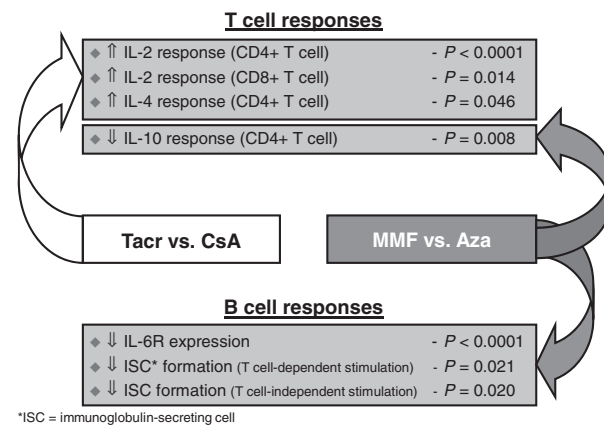 T cell responses
◆ ⇑ IL-2 response (CD4+ T cell) - P < 0.0001
◆ ⇑ IL-2 response (CD8+ T cell) - P = 0.014
◆ ⇑ IL-4 response (CD4+ T cell) - P = 0.046
◆ ⇓ IL-10 response (CD4+ T cell) - P = 0.008
Tacr vs. CsA MMF vs. Aza
B cell responses
◆ ⇓ IL-6R expression - P < 0.0001
◆ ⇓ ISC* formation (T cell-dependent stimulation) - P = 0.021
◆ ⇓ ISC formation (T cell-independent stimulation) - P = 0.020
*ISC = immunoglobulin-secreting cell